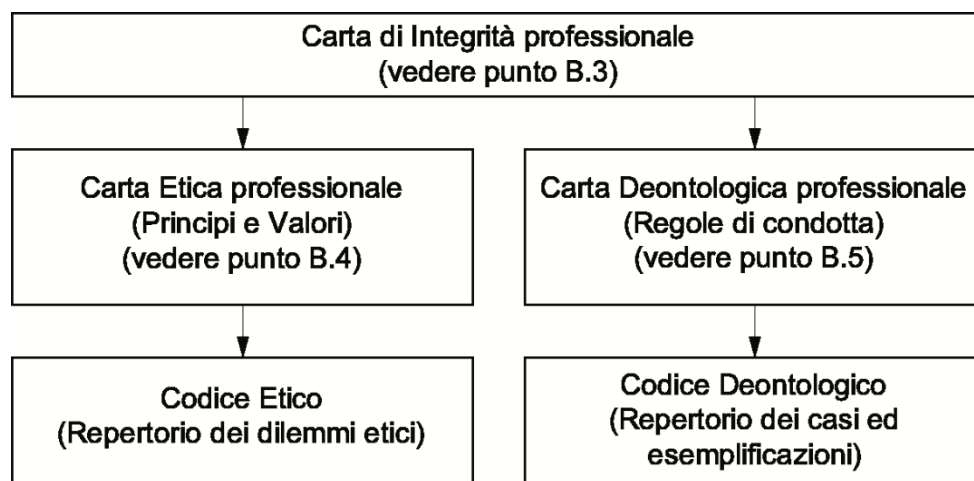 Carta di Integrità professionale
(vedere punto B.3)
Carta Etica professionale
(Principi e Valori)
(vedere punto B.4)
Carta Deontologica professionale
(Regole di condotta)
(vedere punto B.5)
Codice Etico
(Repertorio dei dilemmi etici)
Codice Deontologico
(Repertorio dei casi ed
esemplificazioni)